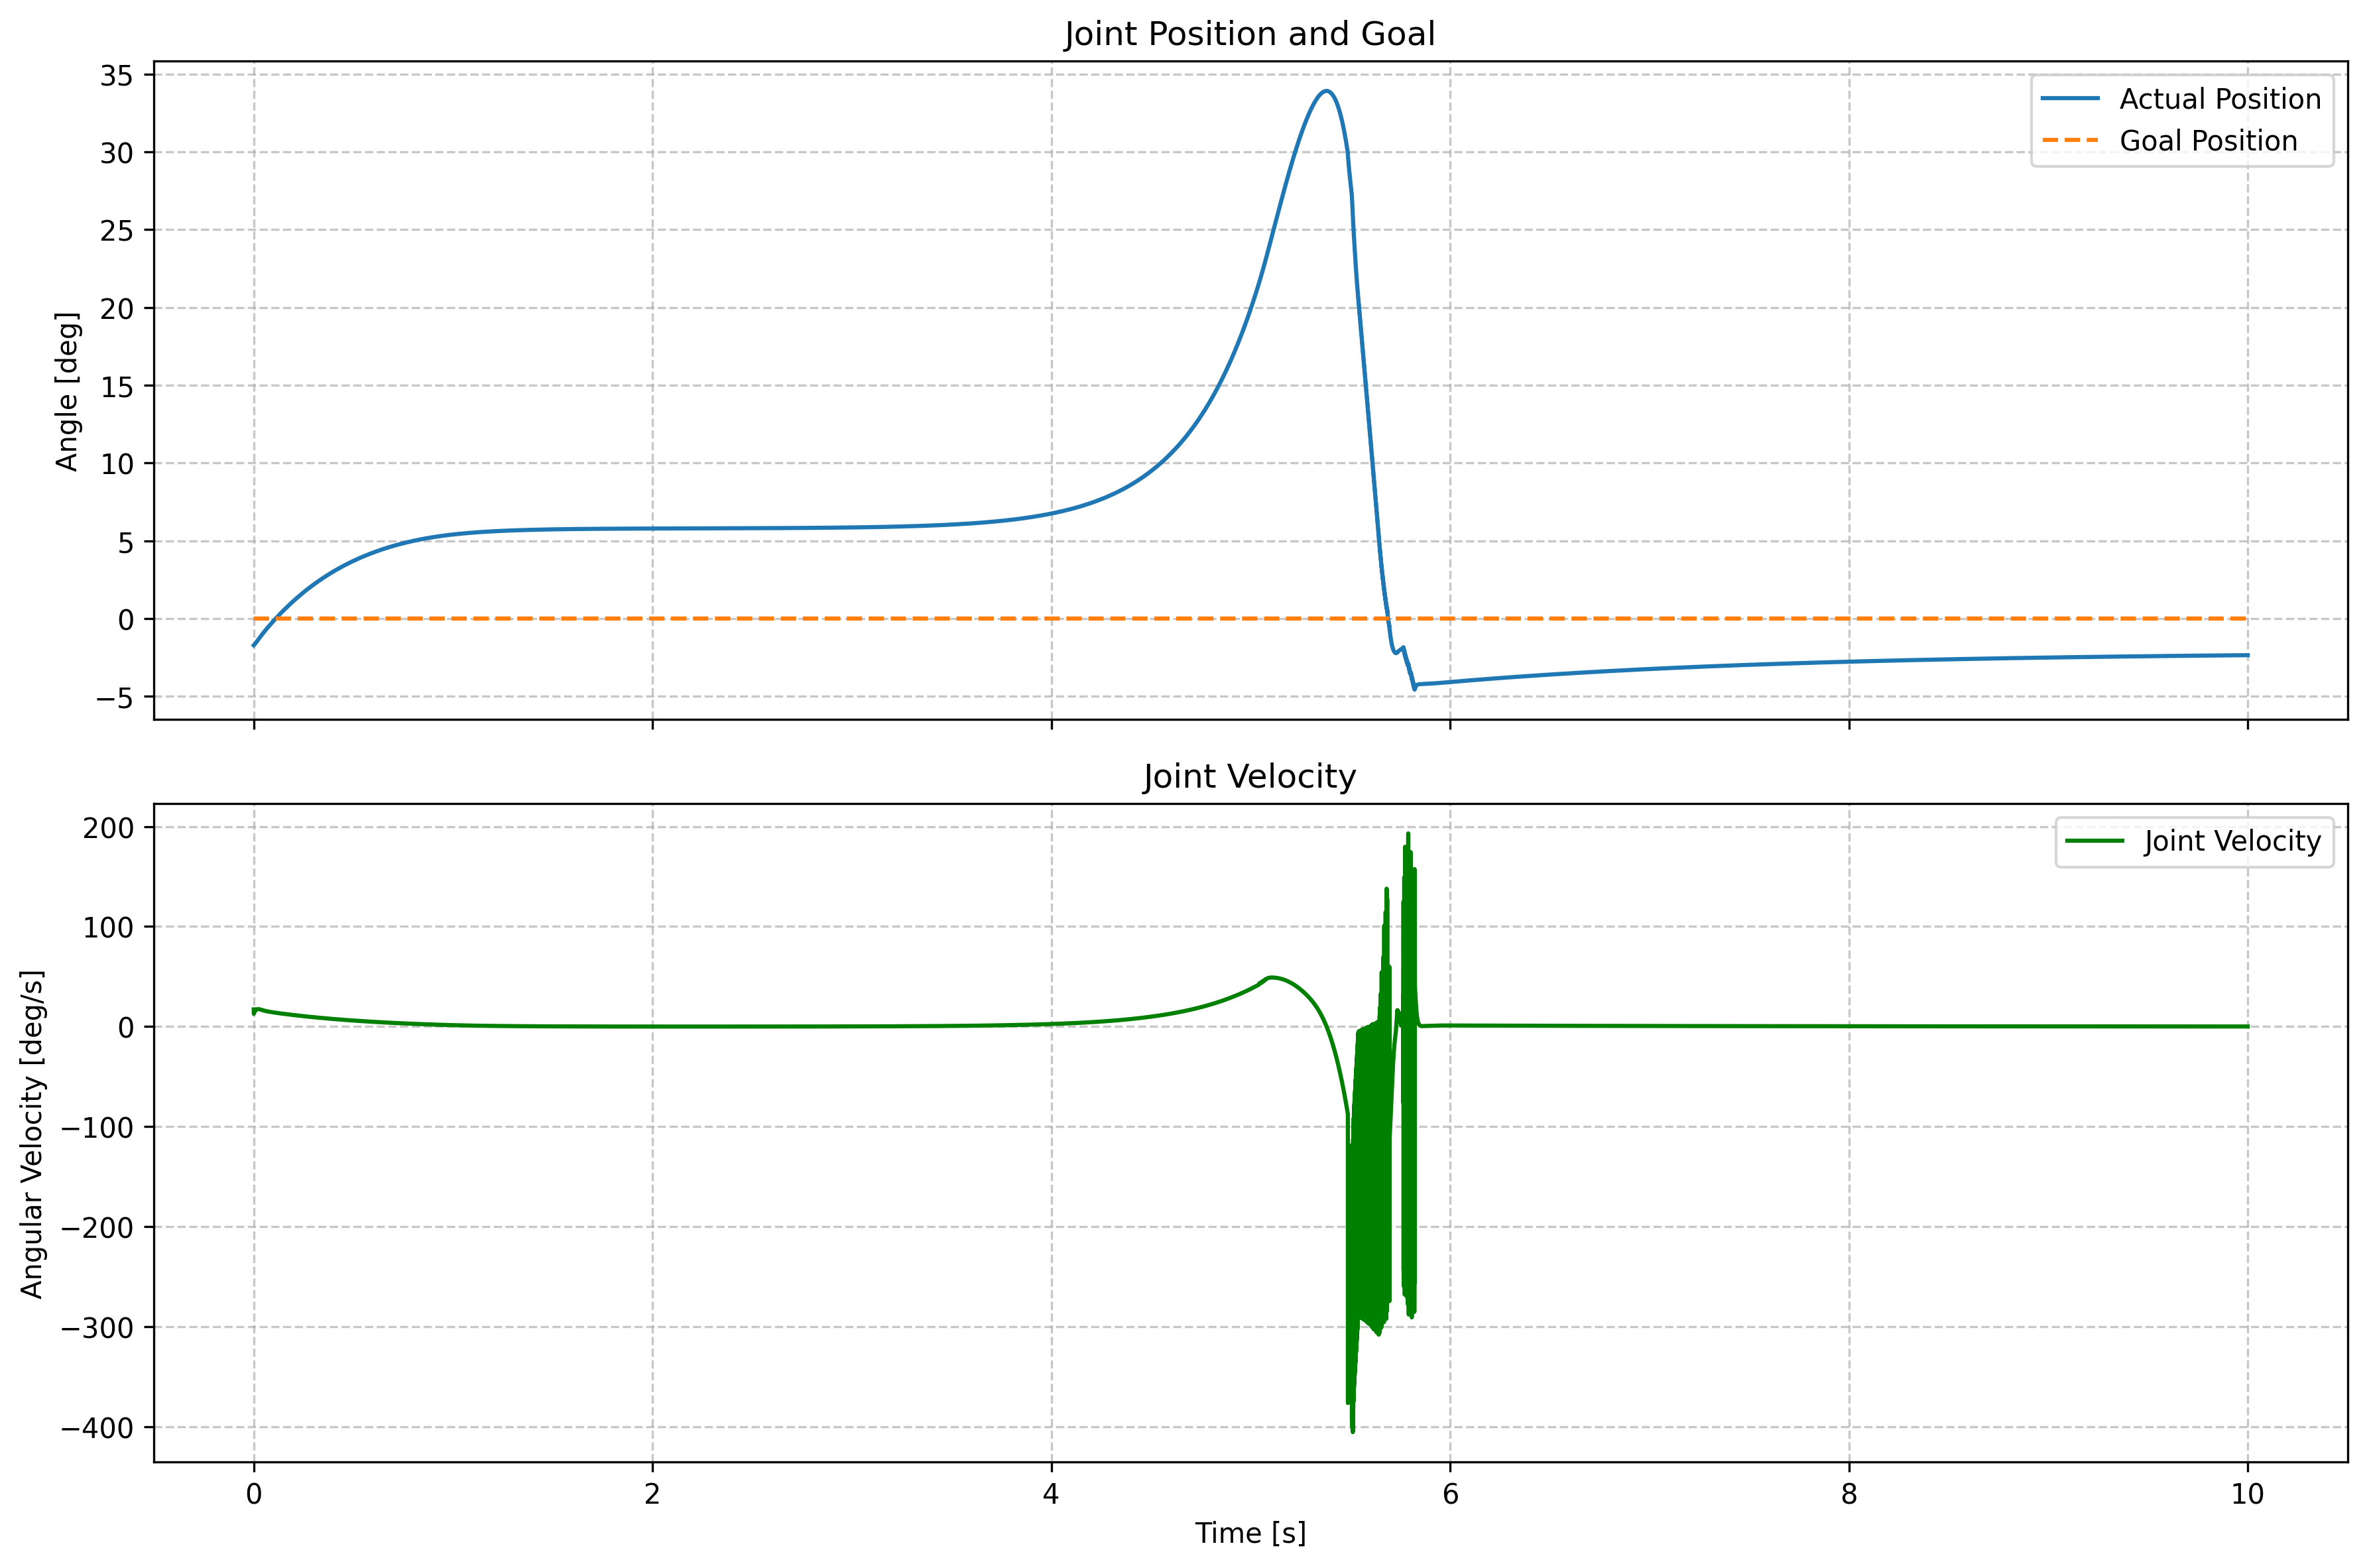 Joint Position and Goal
35
30
25
20
15
10
5
0
−5
Angle [deg]
Actual Position
Goal Position
Joint Velocity
200
100
0
−100
−200
−300
−400
Angular Velocity [deg/s]
Joint Velocity
0 2 4 6 8 10
Time [s]